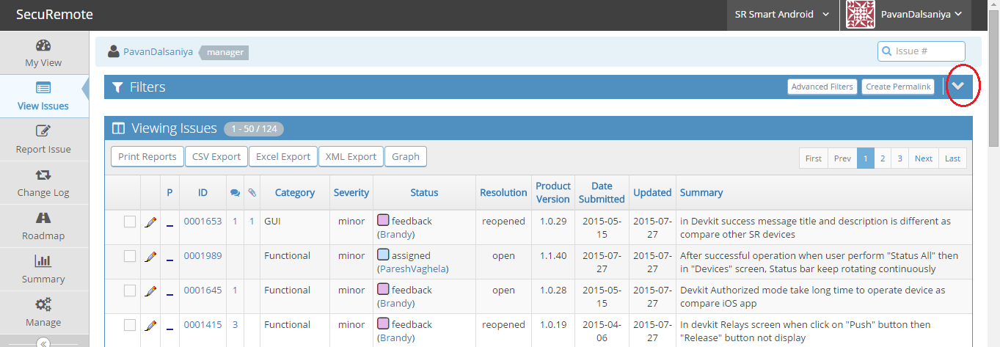 SecuRemote
SR Smart Android
PavanDalsaniya
My View
PavanDalsaniya manager
Issue #
View Issues
Filters
Advanced Filters
Create Permalink
Report Issue
Viewing Issues 1 - 50 / 124
Print Reports
CSV Export
Excel Export
XML Export
Graph
First Prev 1 2 3 Next Last
Change Log
Roadmap
Summary
Manage
P ID Category Severity Status Resolution Product Version Date Submitted Updated Summary
0001653 1 1 GUI minor feedback reopened 1.0.29 2015-05- 2015-07- in Devkit success message title and description is different as
(Brandy) 15 27 compare other SR devices
0001989 Functional minor assigned open 1.1.40 2015-07- 2015-07- After successful operation when user perform "Status All" then
(PareshVaghela) 27 27 in "Devices" screen, Status bar keep rotating continuously
0001645 1 Functional minor feedback open 1.0.28 2015-05- 2015-07- Devkit Authorized mode take long time to operate device as
(Brandy) 15 27 compare iOS app
0001415 3 Functional minor feedback reopened 1.0.19 2015-04- 2015-07- In devkit Relays screen when click on "Push" button then
(Brandy) 06 27 "Release" button not display